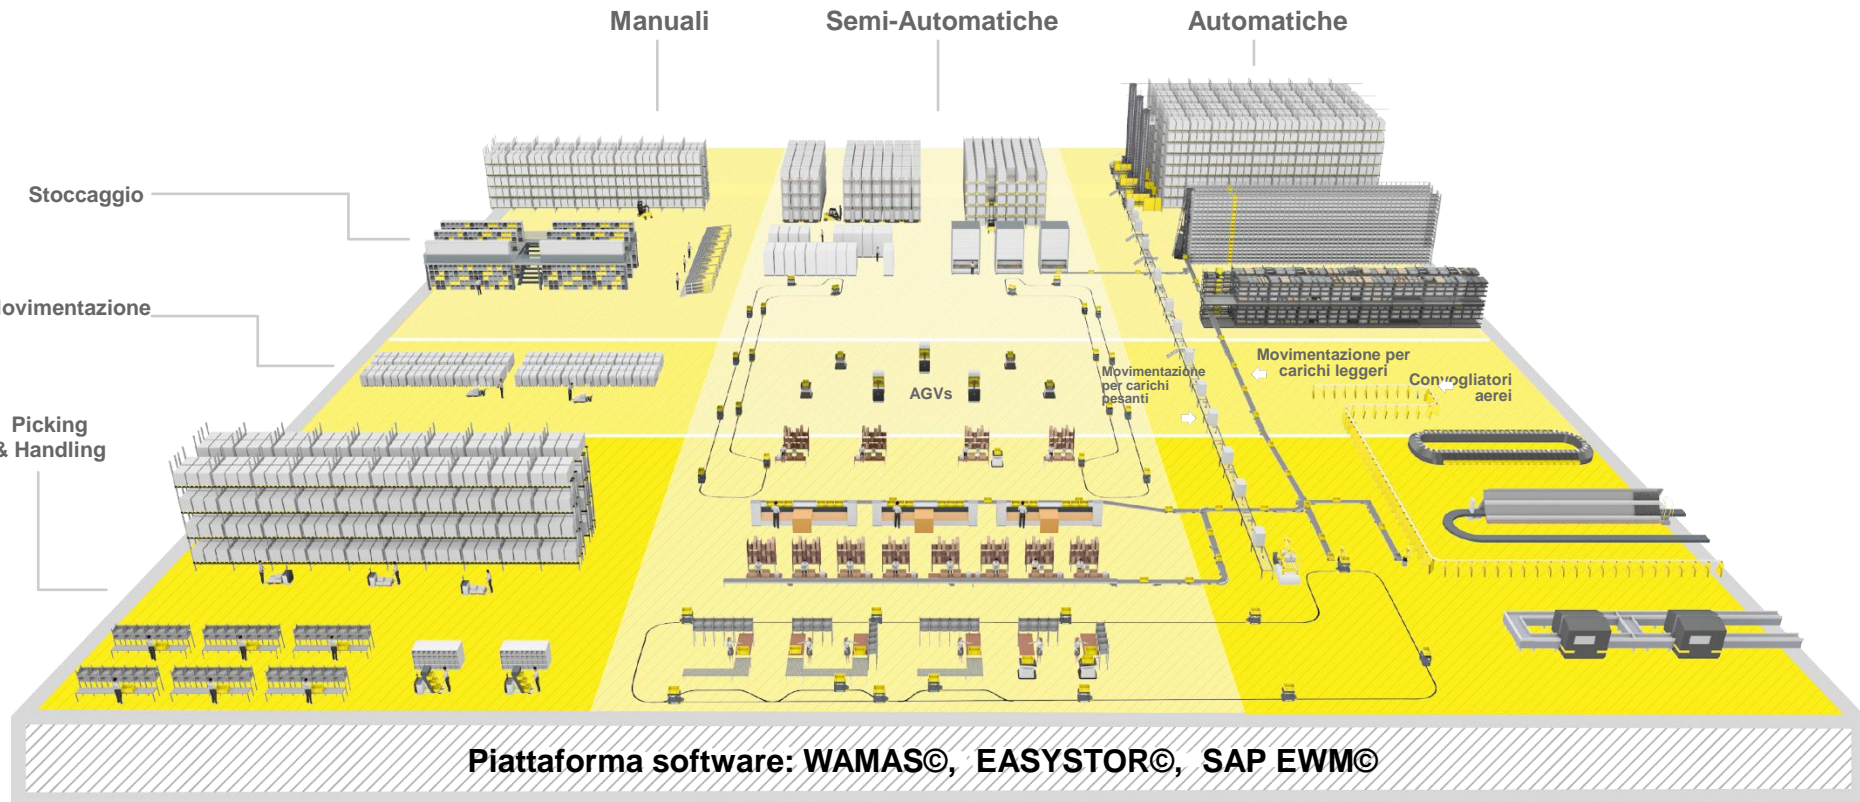 Manuali
Semi-Automatiche
Automatiche
Stoccaggio
Movimentazione
Picking
& Handling
AGVs
Movimentazione
per carichi
pesanti
Movimentazione per
carichi leggeri
Convogliatori
aerei
Piattaforma software: WAMAS©, EASYSTOR©, SAP EWM©